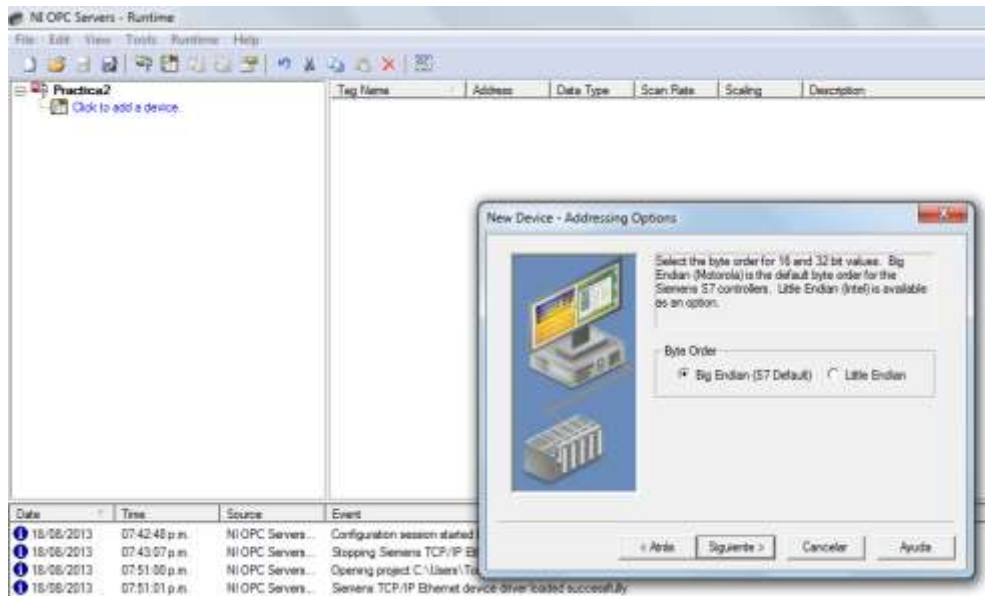 NI OPC Servers - Runtime
File Edit View Tools Runtime Help
Practica2
Click to add a device.
Tag Name Address Data Type Scan Rate Scaling Description
New Device - Addressing Options
Select the byte order for 16 and 32 bit values. Big
Endian (Motorola) is the default byte order for the
Siemens S7 controllers. Little Endian (Intel) is available
as an option.
Byte Order
Big Endian (S7 Default) Little Endian
< Atrás Siguiente > Cancelar Ayuda
Date Time Source Event
18/08/2013 07:42:48 p.m. NI OPC Servers... Configuration session started
18/08/2013 07:43:07 p.m. NI OPC Servers... Stopping Siemens TCP/IP
18/08/2013 07:51:00 p.m. NI OPC Servers... Opening project C:\Users\
18/08/2013 07:51:01 p.m. NI OPC Servers... Siemens TCP/IP Ethernet device driver loaded successfully